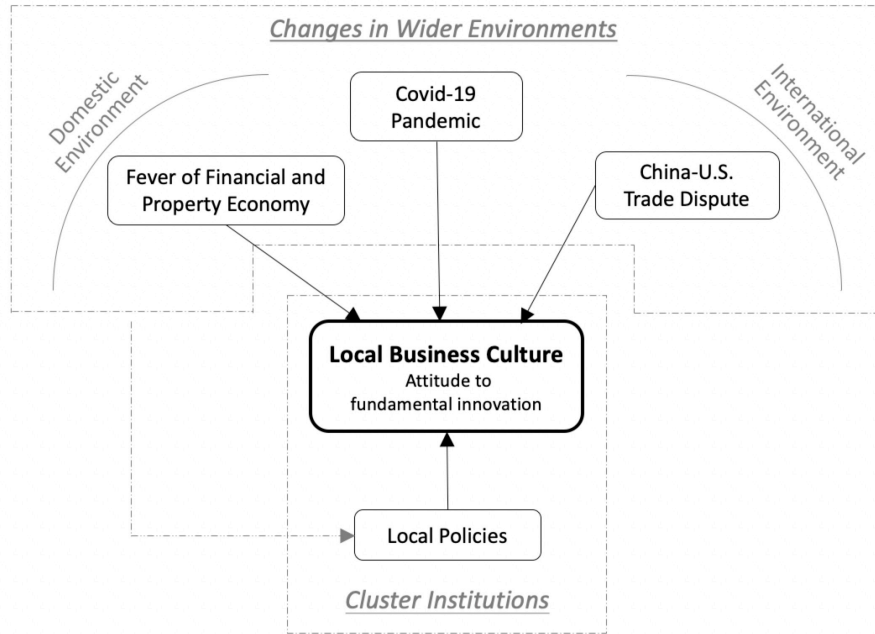 Changes in Wider Environments
Domestic
Environment
International
Environment
Covid-19
Pandemic
Fever of Financial and
Property Economy
China-U.S.
Trade Dispute
Local Business Culture
Attitude to
fundamental innovation
Local Policies
Cluster Institutions